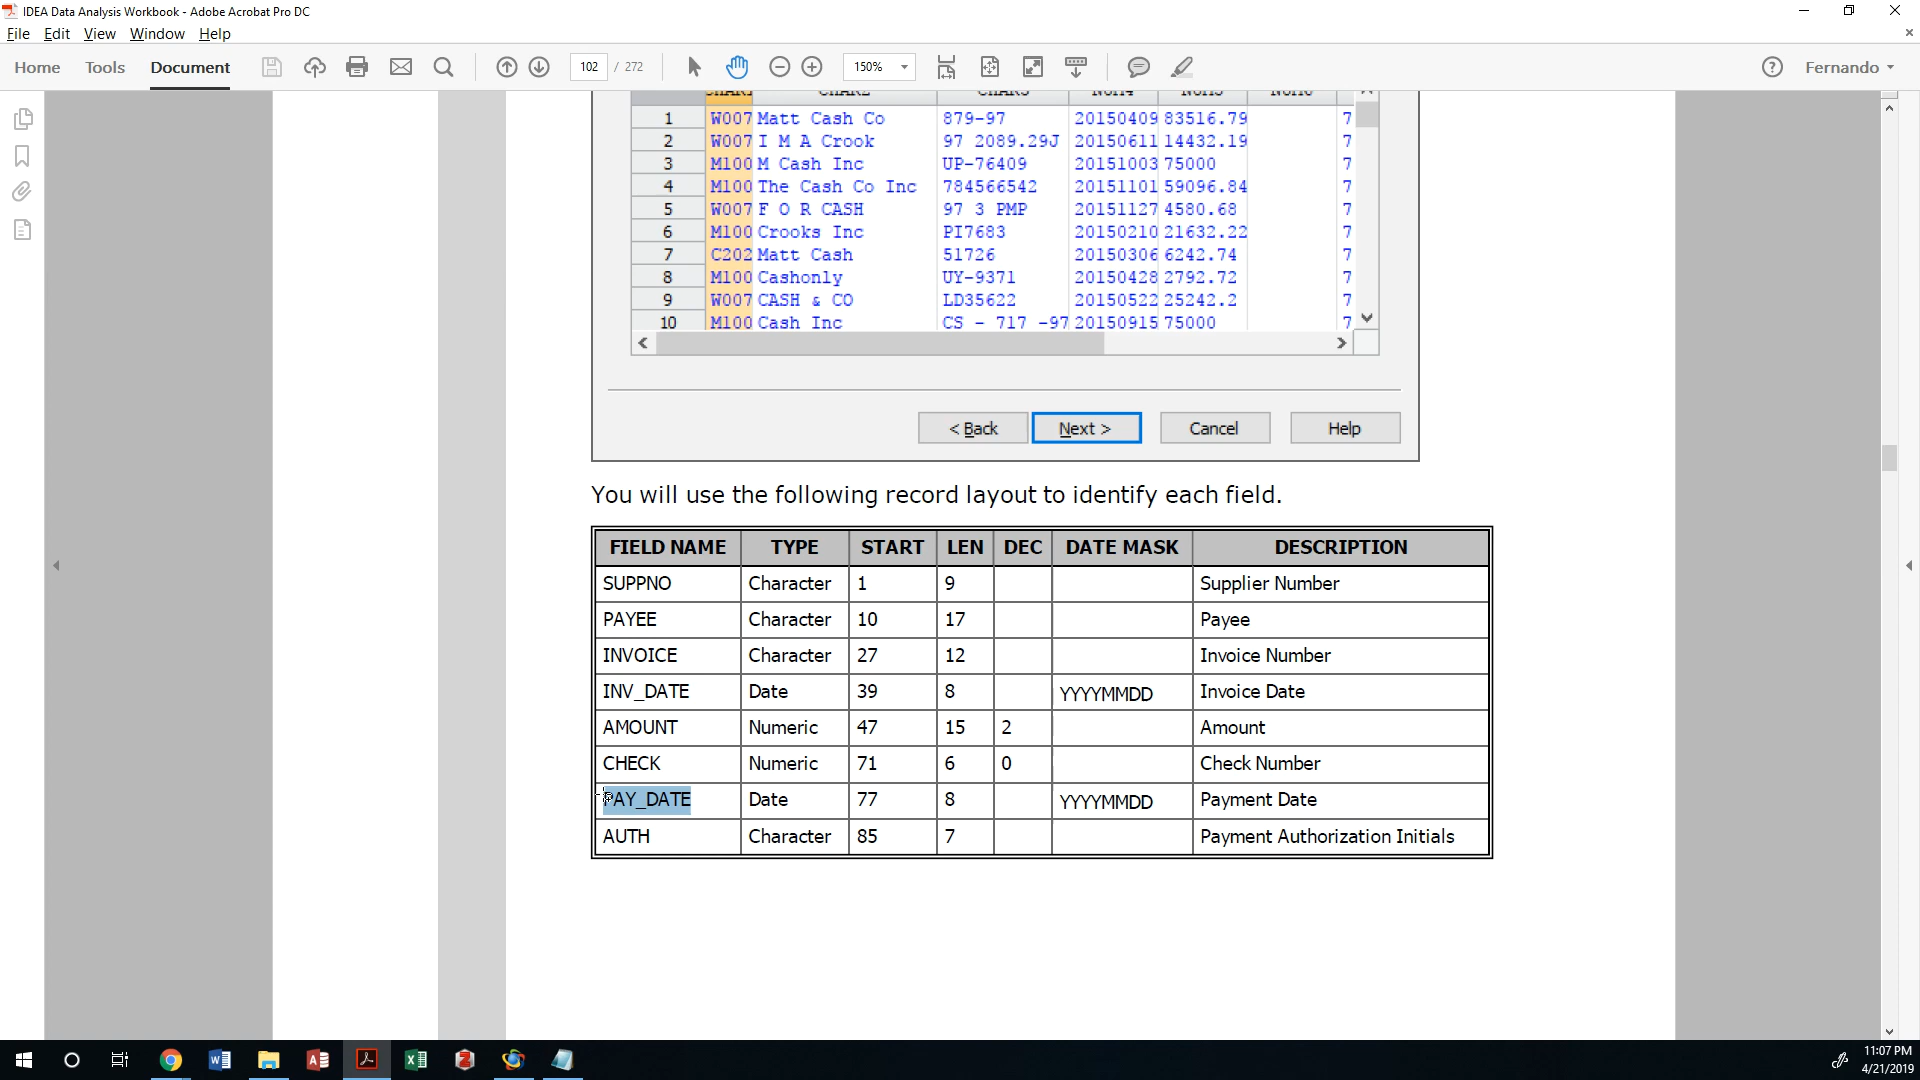 IDEA Data Analysis Workbook - Adobe Acrobat Pro DC
File Edit View Window Help
Home Tools Document 102 / 272 150% Fernando
1 W007 Matt Cash Co 879-97 20150409 83516.79 7
2 W007 I M A Crook 97 2089.29J 20150611 14432.19 7
3 M100 M Cash Inc UP-76409 20151003 75000 7
4 M100 The Cash Co Inc 784566542 20151101 59096.84 7
5 W007 F O R CASH 97 3 PMP 20151127 4580.68 7
6 M100 Crooks Inc PI7683 20150210 21632.22 7
7 C202 Matt Cash 51726 20150306 6242.74 7
8 M100 Cashonly UY-9371 20150428 2792.72 7
9 W007 CASH & CO LD35622 20150522 25242.2 7
10 M100 Cash Inc CS - 717 -97 20150915 75000 7
< Back Next > Cancel Help
You will use the following record layout to identify each field.
FIELD NAME TYPE START LEN DEC DATE MASK DESCRIPTION
SUPPNO Character 1 9 Supplier Number
PAYEE Character 10 17 Payee
INVOICE Character 27 12 Invoice Number
INV_DATE Date 39 8 YYYYMMDD Invoice Date
AMOUNT Numeric 47 15 2 Amount
CHECK Numeric 71 6 0 Check Number
PAY_DATE Date 77 8 YYYYMMDD Payment Date
AUTH Character 85 7 Payment Authorization Initials
11:07 PM
4/21/2019